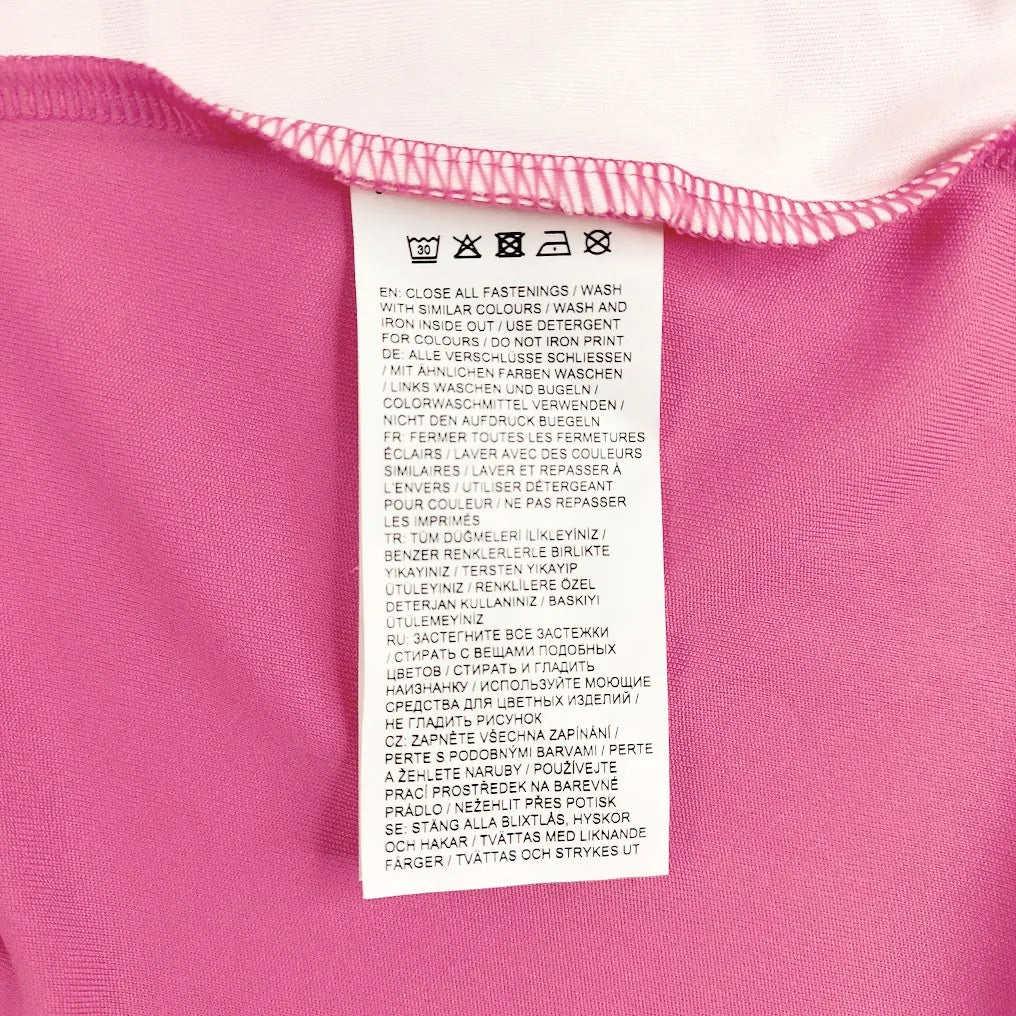 30
EN: CLOSE ALL FASTENINGS / WASH
WITH SIMILAR COLOURS / WASH AND
IRON INSIDE OUT / USE DETERGENT
FOR COLOURS / DO NOT IRON PRINT
DE: ALLE VERSCHLÜSSE SCHLIESSEN
/ MIT ÄHNLICHEN FARBEN WASCHEN
/ LINKS WASCHEN UND BUGELN /
COLORWASCHMITTEL VERWENDEN /
NICHT DEN AUFDRUCK BUEGELN
FR: FERMER TOUTES LES FERMETURES
ÉCLAIRS / LAVER AVEC DES COULEURS
SIMILAIRES / LAVER ET REPASSER À
L'ENVERS / UTILISER DÉTERGEANT
POUR COULEUR / NE PAS REPASSER
LES IMPRIMÉS
TR: TÜM DÜĞMELERİ İLİKLEYİNİZ /
BENZER RENKLERLERLE BIRLIKTE
YIKAYINIZ / TERSTEN YIKAYIP
ÜTÜLEYINIZ / RENKLİLERE ÖZEL
DETERJAN KULLANINIZ / BASKIYI
ÜTÜLEMEYİNİZ
RU: ЗАСТЕГНИТЕ ВСЕ ЗАСТЕЖКИ
/ СТИРАТЬ С ВЕЩАМИ ПОДОБНЫХ
ЦВЕТОВ / СТИРАТЬ И ГЛАДИТЬ
НАИЗНАНКУ / ИСПОЛЬЗУЙТЕ МОЮЩИЕ
СРЕДСТВА ДЛЯ ЦВЕТНЫХ ИЗДЕЛИЙ /
НЕ ГЛАДИТЬ РИСУНОК
CZ: ZAPNĚTE VŠECHNA ZAPÍNÁNÍ /
PERTE S PODOBNÝMI BARVAMI / PERTE
A ŽEHLETE NARUBY / POUŽÍVEJTE
PRACÍ PROSTŘEDEK NA BAREVNÉ
PRÁDLO / NEŽEHLIT PŘES POTISK
SE: STÄNG ALLA BLIXTLÅS, HYSKOR
OCH HAKAR / TVÄTTAS MED LIKNANDE
FÄRGER / TVÄTTAS OCH STRYKES UT